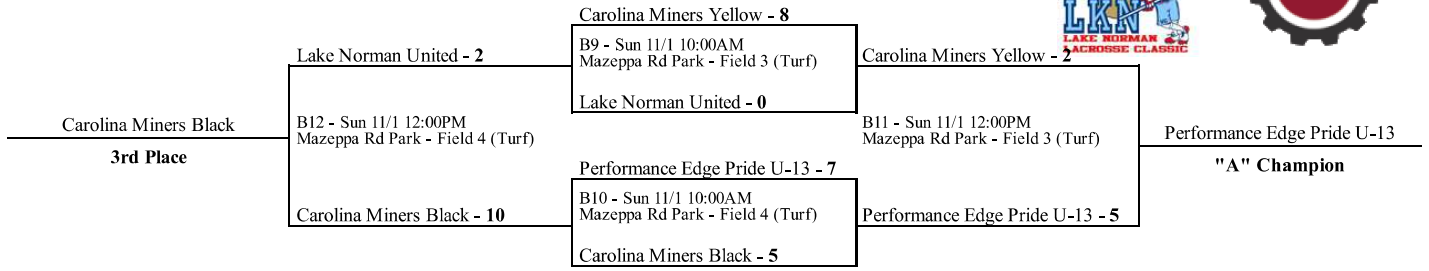 Carolina Miners Yellow - 8
LKN
LAKE NORMAN
LACROSSE CLASSIC
Lake Norman United - 2
B9 - Sun 11/1 10:00AM
Mazeppa Rd Park - Field 3 (Turf)
Carolina Miners Yellow - 2
Lake Norman United - 0
Carolina Miners Black
3rd Place
B12 - Sun 11/1 12:00PM
Mazeppa Rd Park - Field 4 (Turf)
B11 - Sun 11/1 12:00PM
Mazeppa Rd Park - Field 3 (Turf)
Performance Edge Pride U-13
"A" Champion
Performance Edge Pride U-13 - 7
B10 - Sun 11/1 10:00AM
Mazeppa Rd Park - Field 4 (Turf)
Carolina Miners Black - 10
Performance Edge Pride U-13 - 5
Carolina Miners Black - 5